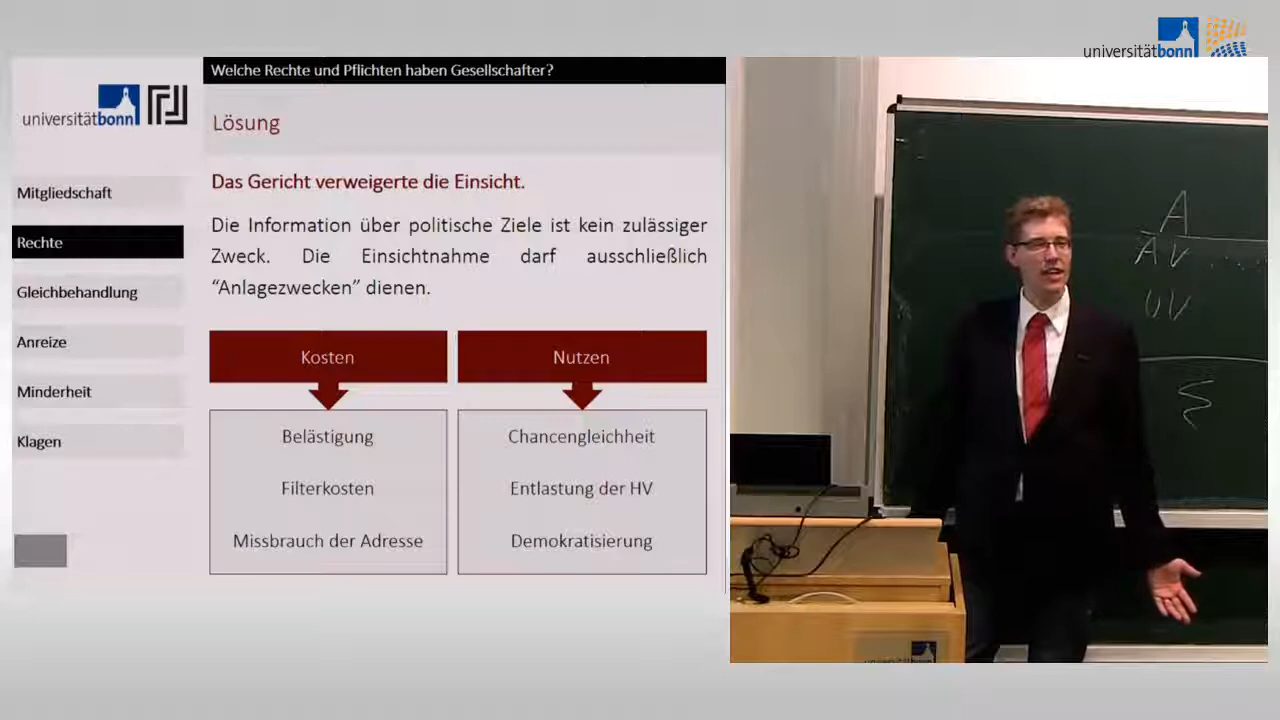 universitätbonn
Welche Rechte und Pflichten haben Gesellschafter?
universitätbonn
Lösung
Das Gericht verweigerte die Einsicht.
Mitgliedschaft
Rechte
Gleichbehandlung
Anreize
Minderheit
Klagen
Die Information über politische Ziele ist kein zulässiger
Zweck. Die Einsichtnahme darf ausschließlich
“Anlagezwecken” dienen.
Kosten
Nutzen
Belästigung
Filterkosten
Missbrauch der Adresse
Chancengleichheit
Entlastung der HV
Demokratisierung
A
AV
UV
universitätbonn